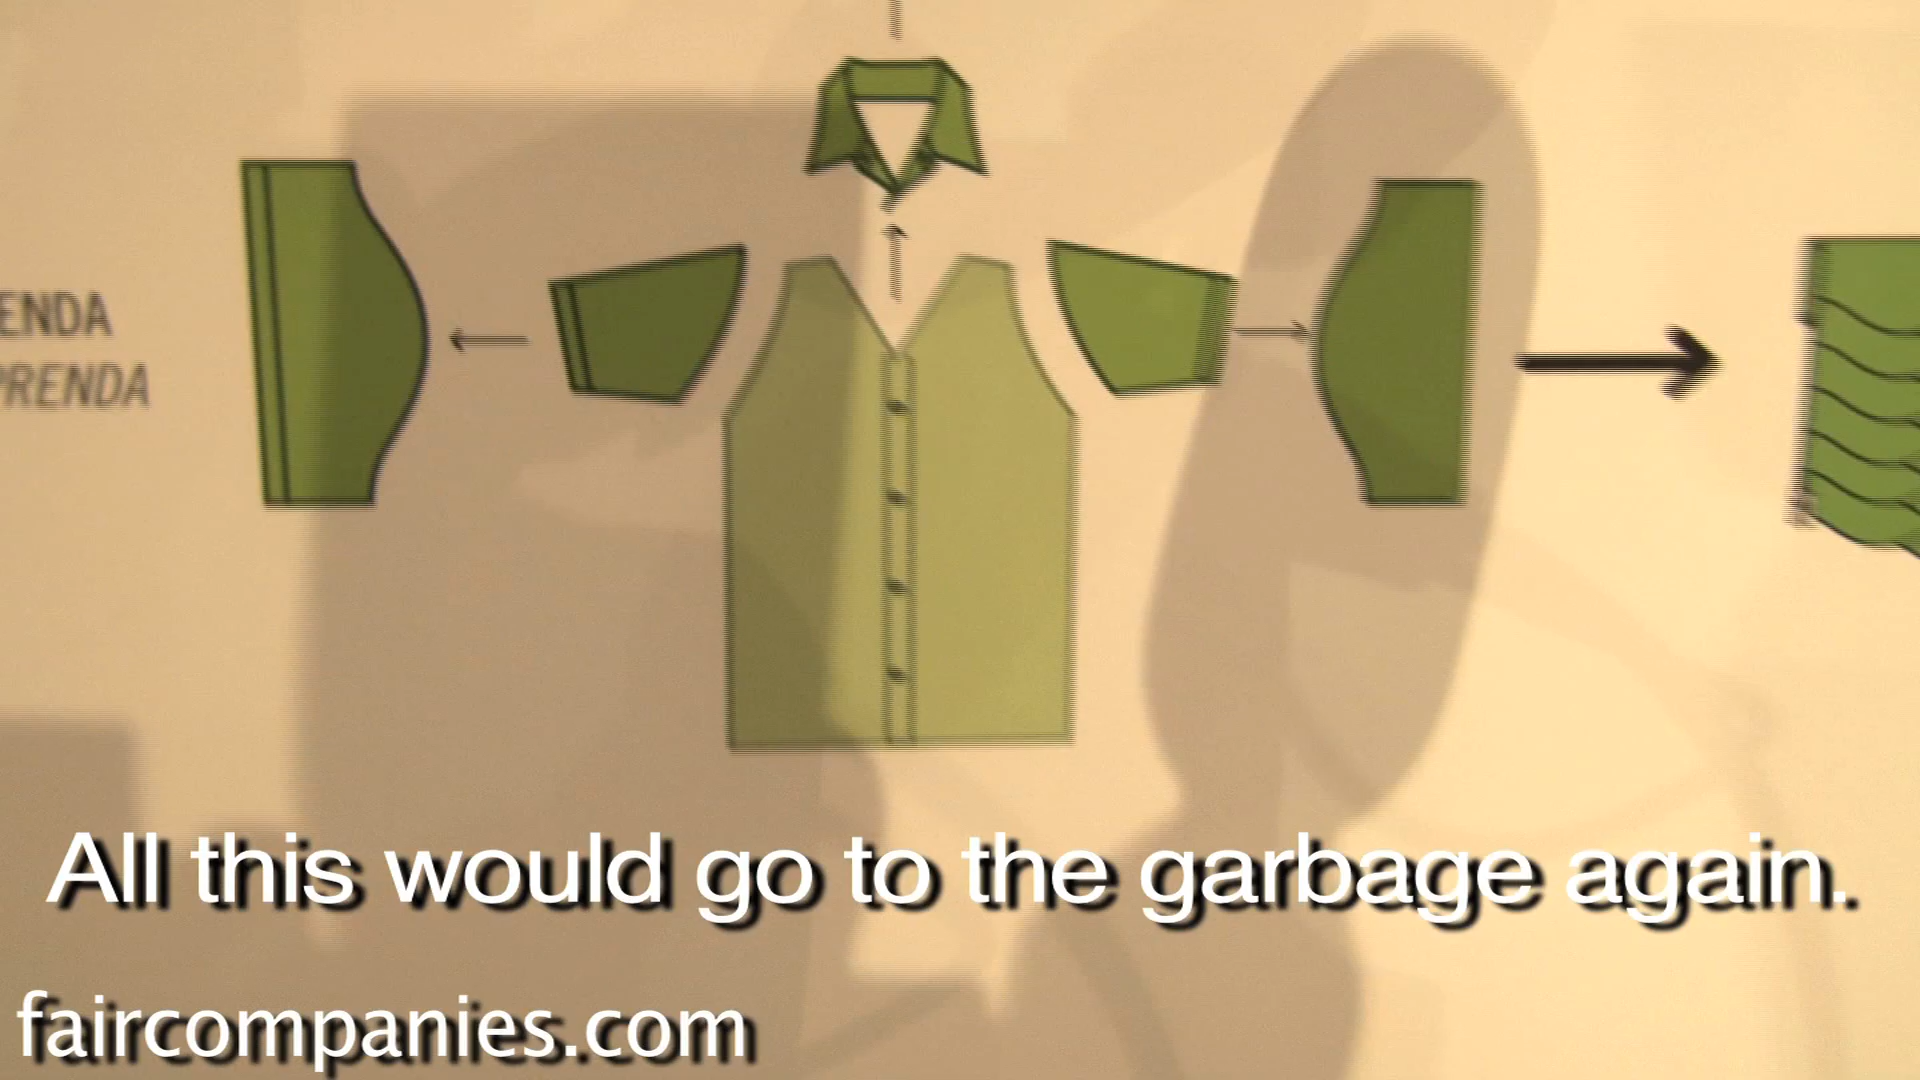 ENDA
PRENDA
All this would go to the garbage again.
faircompanies.com